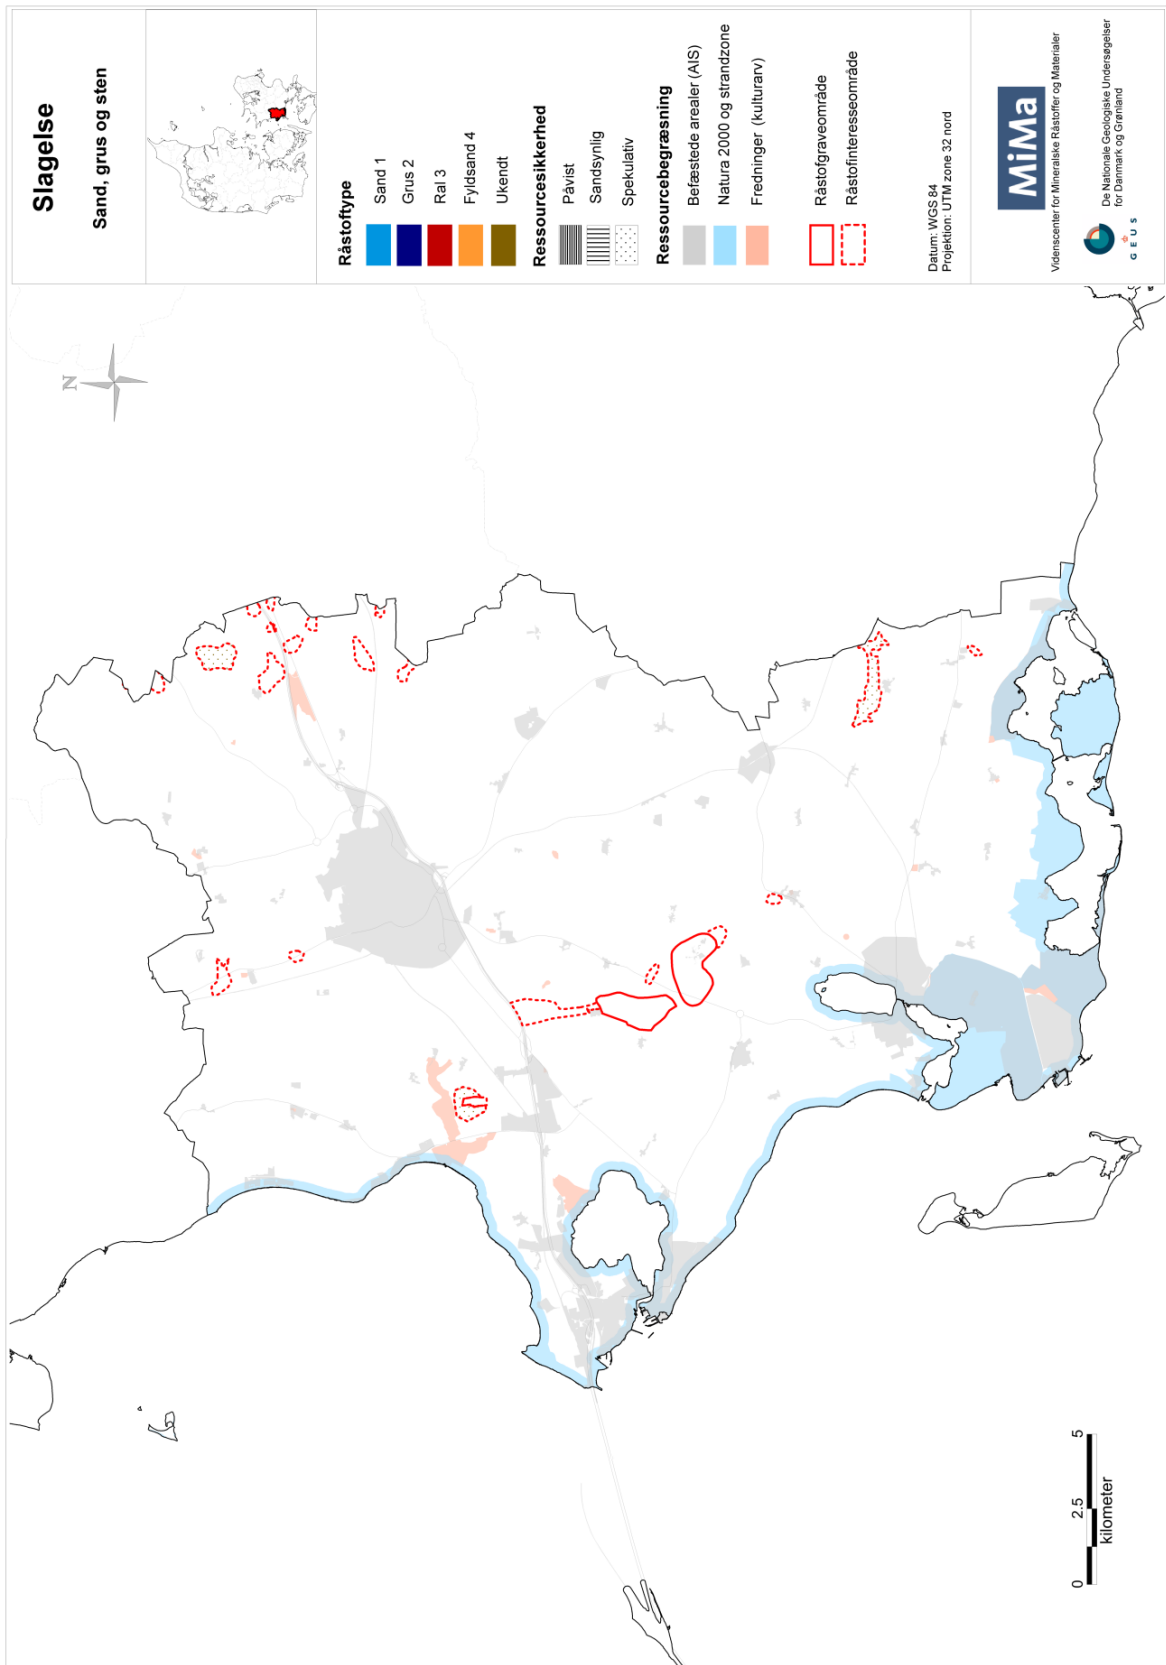 Slagelse
Sand, grus og sten
Råstoftype
Sand 1
Grus 2
Ral 3
Fyldsand 4
Ukendt
Ressourcesikkerhed
Påvist
Sandsynlig
Spekulativ
Ressourcebegræsning
Befæstede arealer (AIS)
Natura 2000 og strandzone
Fredninger (kulturarv)
Råstofgraveområde
Råstofinteresseområde
Datum: WGS 84
Projektion: UTM zone 32 nord
MiMa
Videnscenter for Mineralske Råstoffer og Materialer
G E U S
De Nationale Geologiske Undersøgelser
for Danmark og Grønland
N
0 2.5 5
kilometer